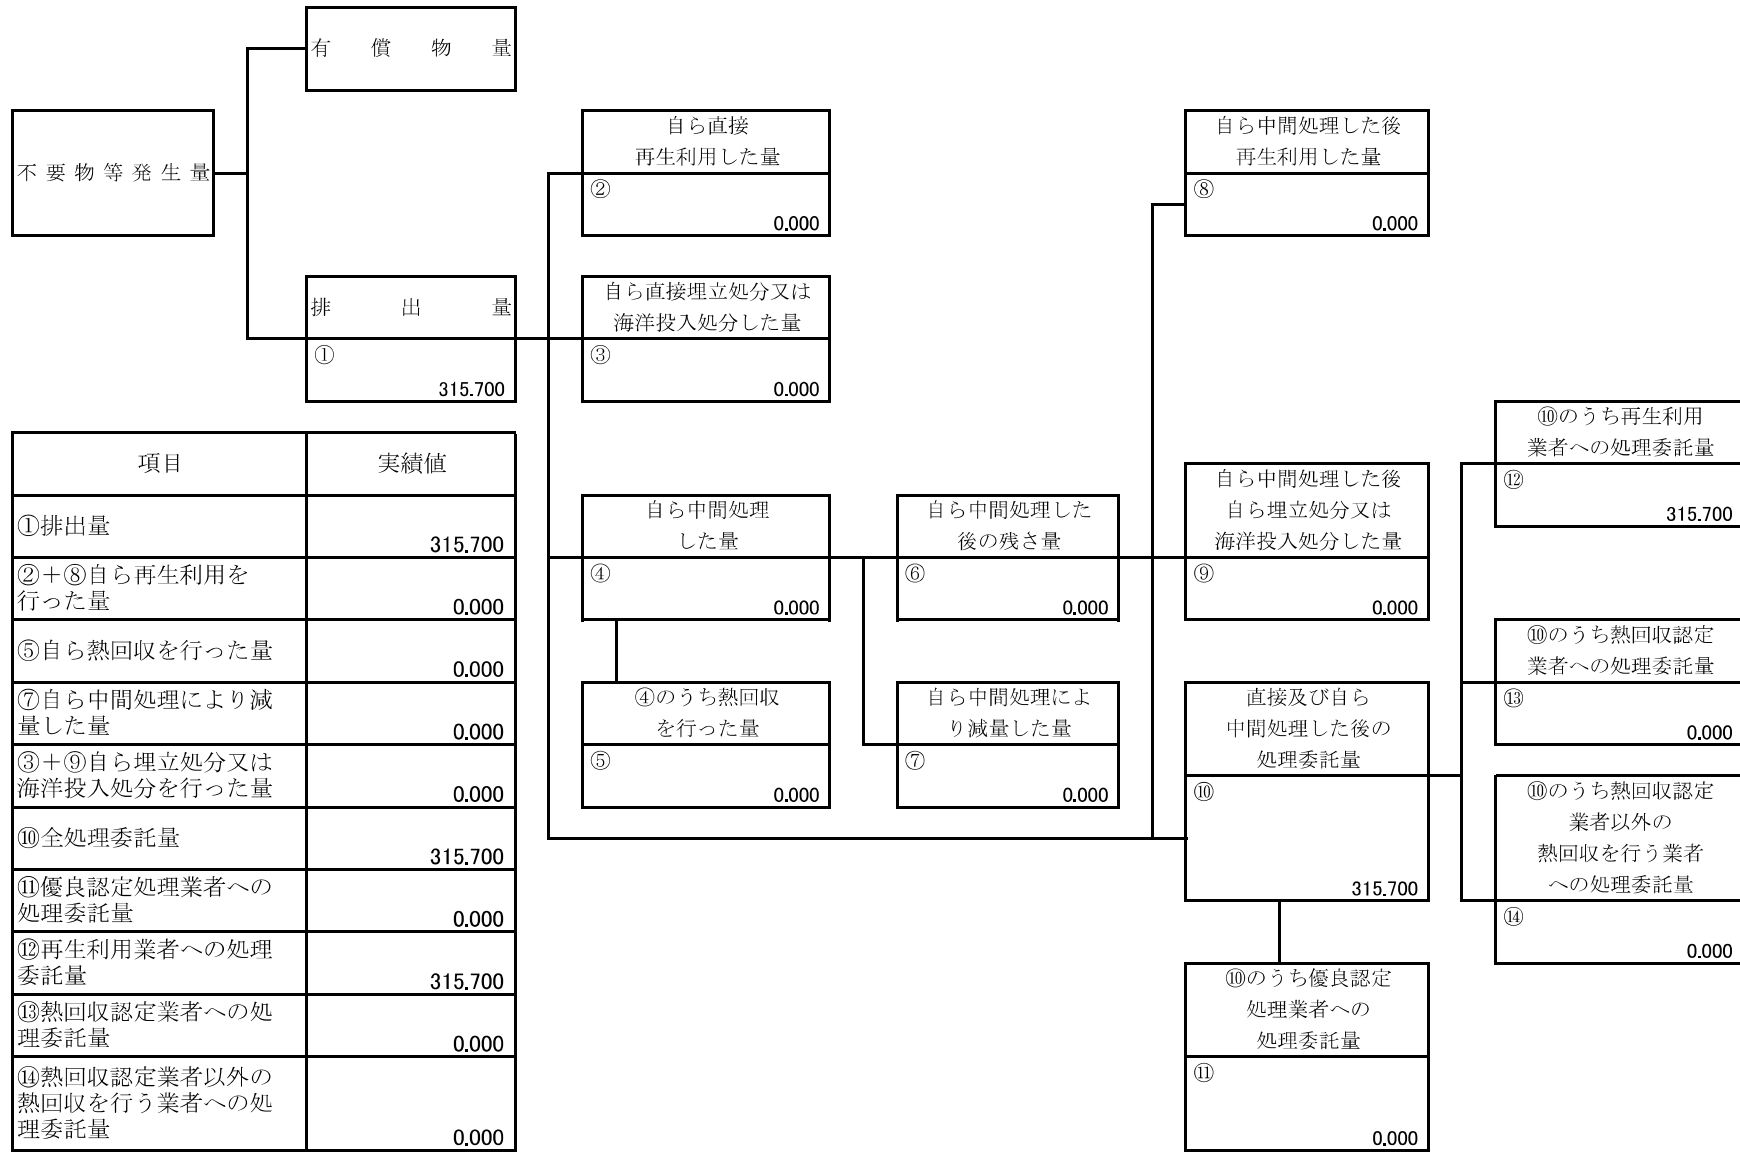 有償物量
不要物等発生量
排出量
①
315.700
自ら直接
再生利用した量
②
0.000
自ら直接埋立処分又は
海洋投入処分した量
③
0.000
自ら中間処理
した量
④
0.000
④のうち熱回収
を行った量
⑤
0.000
自ら中間処理した
後の残さ量
⑥
0.000
自ら中間処理によ
り減量した量
⑦
0.000
自ら中間処理した後
再生利用した量
⑧
0.000
自ら中間処理した後
自ら埋立処分又は
海洋投入処分した量
⑨
0.000
直接及び自ら
中間処理した後の
処理委託量
⑩
315.700
⑩のうち優良認定
処理業者への
処理委託量
⑪
0.000
⑩のうち再生利用
業者への処理委託量
⑫
315.700
⑩のうち熱回収認定
業者への処理委託量
⑬
0.000
⑩のうち熱回収認定
業者以外の
熱回収を行う業者
への処理委託量
⑭
0.000
項目 実績値
①排出量
315.700
②+⑧自ら再生利用を
行った量
0.000
⑤自ら熱回収を行った量
0.000
⑦自ら中間処理により減
量した量
0.000
③+⑨自ら埋立処分又は
海洋投入処分を行った量
0.000
⑩全処理委託量
315.700
⑪優良認定処理業者への
処理委託量
0.000
⑫再生利用業者への処理
委託量
315.700
⑬熱回収認定業者への処
理委託量
0.000
⑭熱回収認定業者以外の
熱回収を行う業者への処
理委託量
0.000